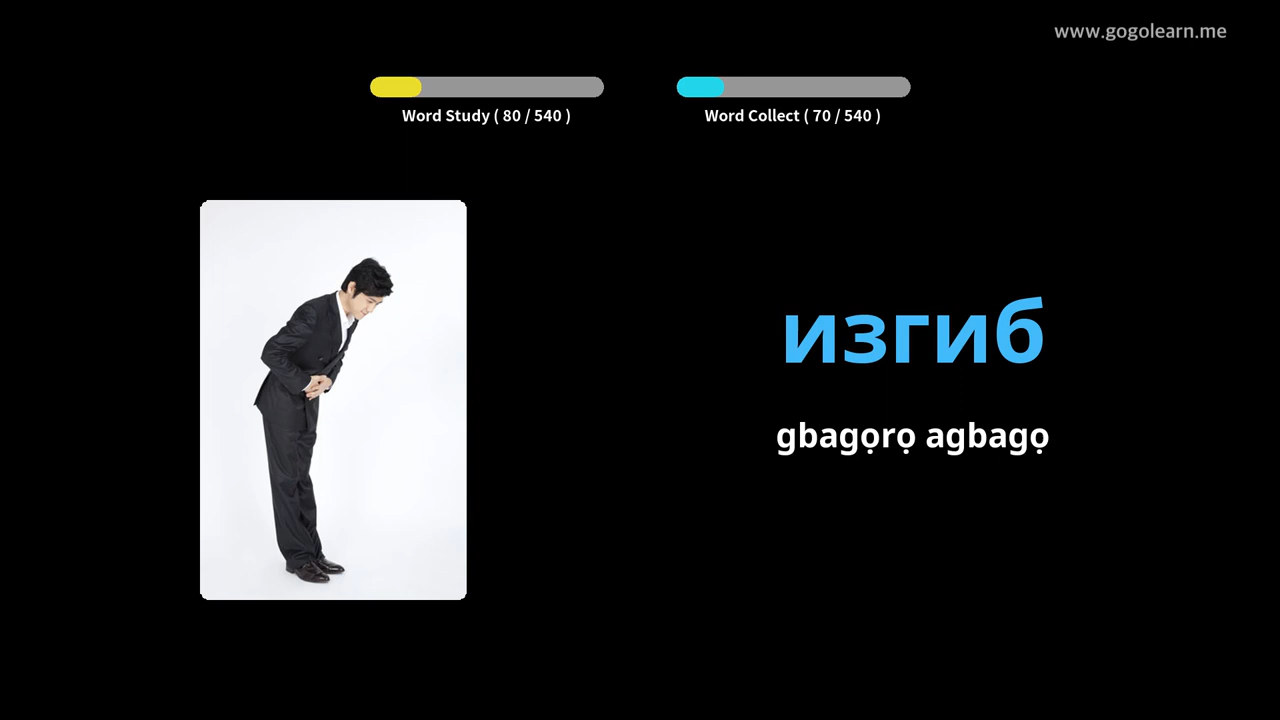 www.gogolearn.me
Word Study ( 80 / 540 )
Word Collect ( 70 / 540 )
изгиб
gbagọrọ agbagọ